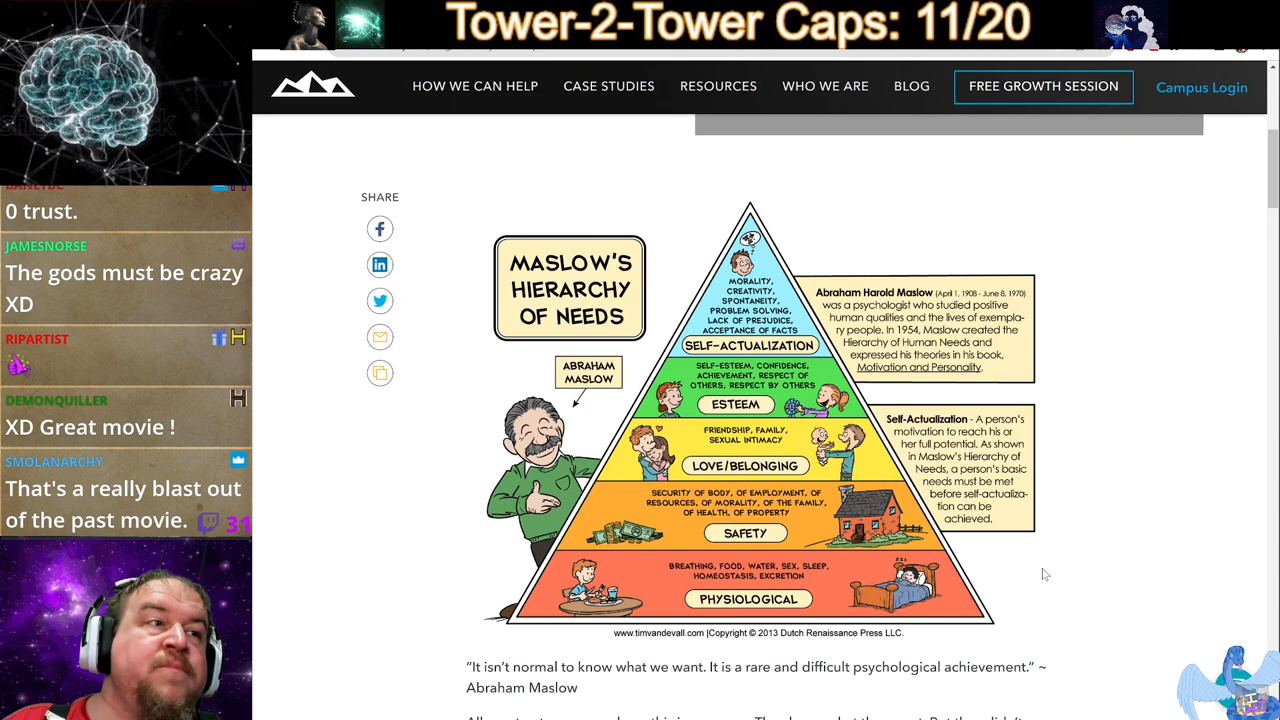 Tower-2-Tower Caps: 11/20
HOW WE CAN HELP
CASE STUDIES
RESOURCES
WHO WE ARE
BLOG
FREE GROWTH SESSION
Campus Login
0 trust.
JAMESNORSE
The gods must be crazy
XD
RIPARTIST
DEMONQUILLER
XD Great movie !
SMOLANARCHY
That's a really blast out
of the past movie.
31
SHARE
MASLOW'S
HIERARCHY
OF NEEDS
ABRAHAM
MASLOW
MORALITY,
CREATIVITY,
SPONTANEITY,
PROBLEM SOLVING,
LACK OF PREJUDICE,
ACCEPTANCE OF FACTS
SELF-ACTUALIZATION
SELF-ESTEEM, CONFIDENCE,
ACHIEVEMENT, RESPECT OF
OTHERS, RESPECT BY OTHERS
ESTEEM
FRIENDSHIP, FAMILY,
SEXUAL INTIMACY
LOVE/BELONGING
SECURITY OF BODY, OF EMPLOYMENT, OF
RESOURCES, OF MORALITY, OF THE FAMILY,
OF HEALTH, OF PROPERTY
SAFETY
BREATHING, FOOD, WATER, SEX, SLEEP,
HOMEOSTASIS, EXCRETION
PHYSIOLOGICAL
Abraham Harold Maslow (April 1, 1908 - June 8, 1970)
was a psychologist who studied positive
human qualities and the lives of exempla-
ry people. In 1954, Maslow created the
Hierarchy of Human Needs and
expressed his theories in his book,
Motivation and Personality.
Self-Actualization - A person's
motivation to reach his or
her full potential. As shown
in Maslow's Hierarchy of
Needs, a person's basic
needs must be met
before self-actualiza-
tion can be
achieved.
www.timvandevall.com |Copyright © 2013 Dutch Renaissance Press LLC.
“It isn’t normal to know what we want. It is a rare and difficult psychological achievement.” ~
Abraham Maslow